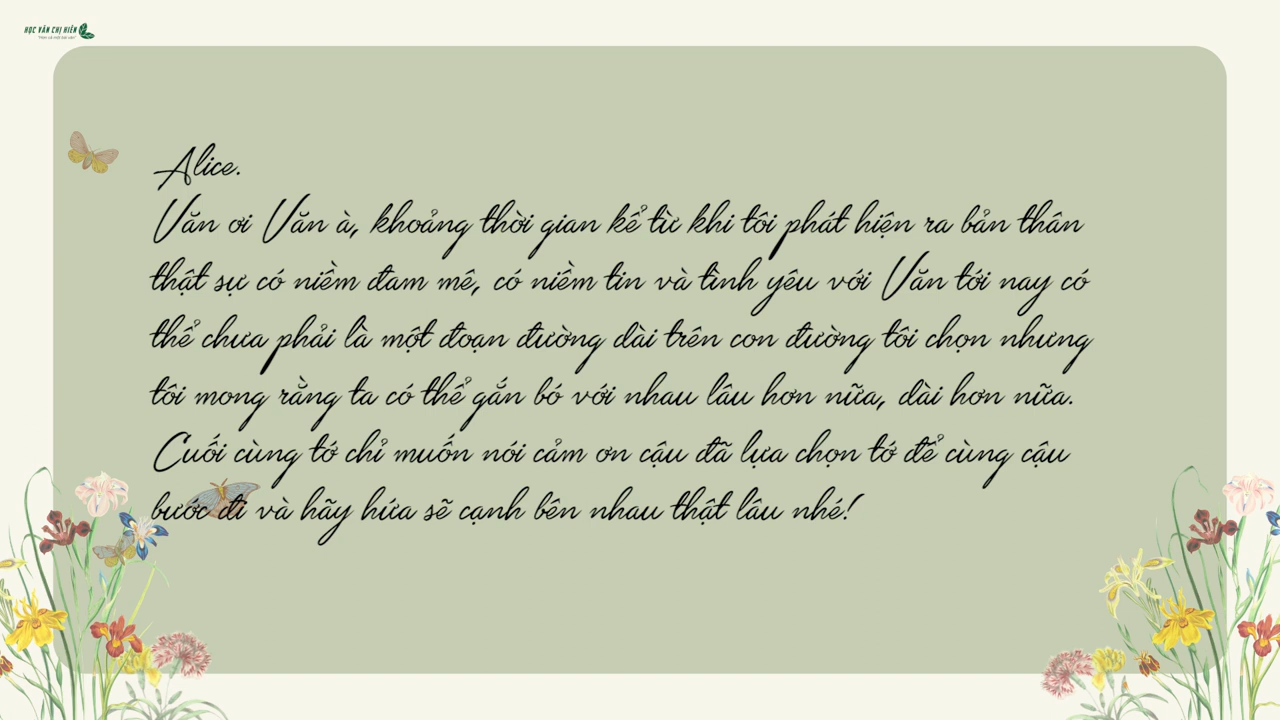 HỌC VĂN CHỊ HIÊN
Alice.
Văn ơi Văn à, khoảng thời gian kể từ khi tôi phát hiện ra bản thân
thật sự có niềm đam mê, có niềm tin và tình yêu với Văn tới nay có
thể chưa phải là một đoạn đường dài trên con đường tôi chọn nhưng
tôi mong rằng ta có thể gắn bó với nhau lâu hơn nữa, dài hơn nữa.
Cuối cùng tớ chỉ muốn nói cảm ơn cậu đã lựa chọn tớ để cùng cậu
bước đi và hãy hứa sẽ cạnh bên nhau thật lâu nhé!